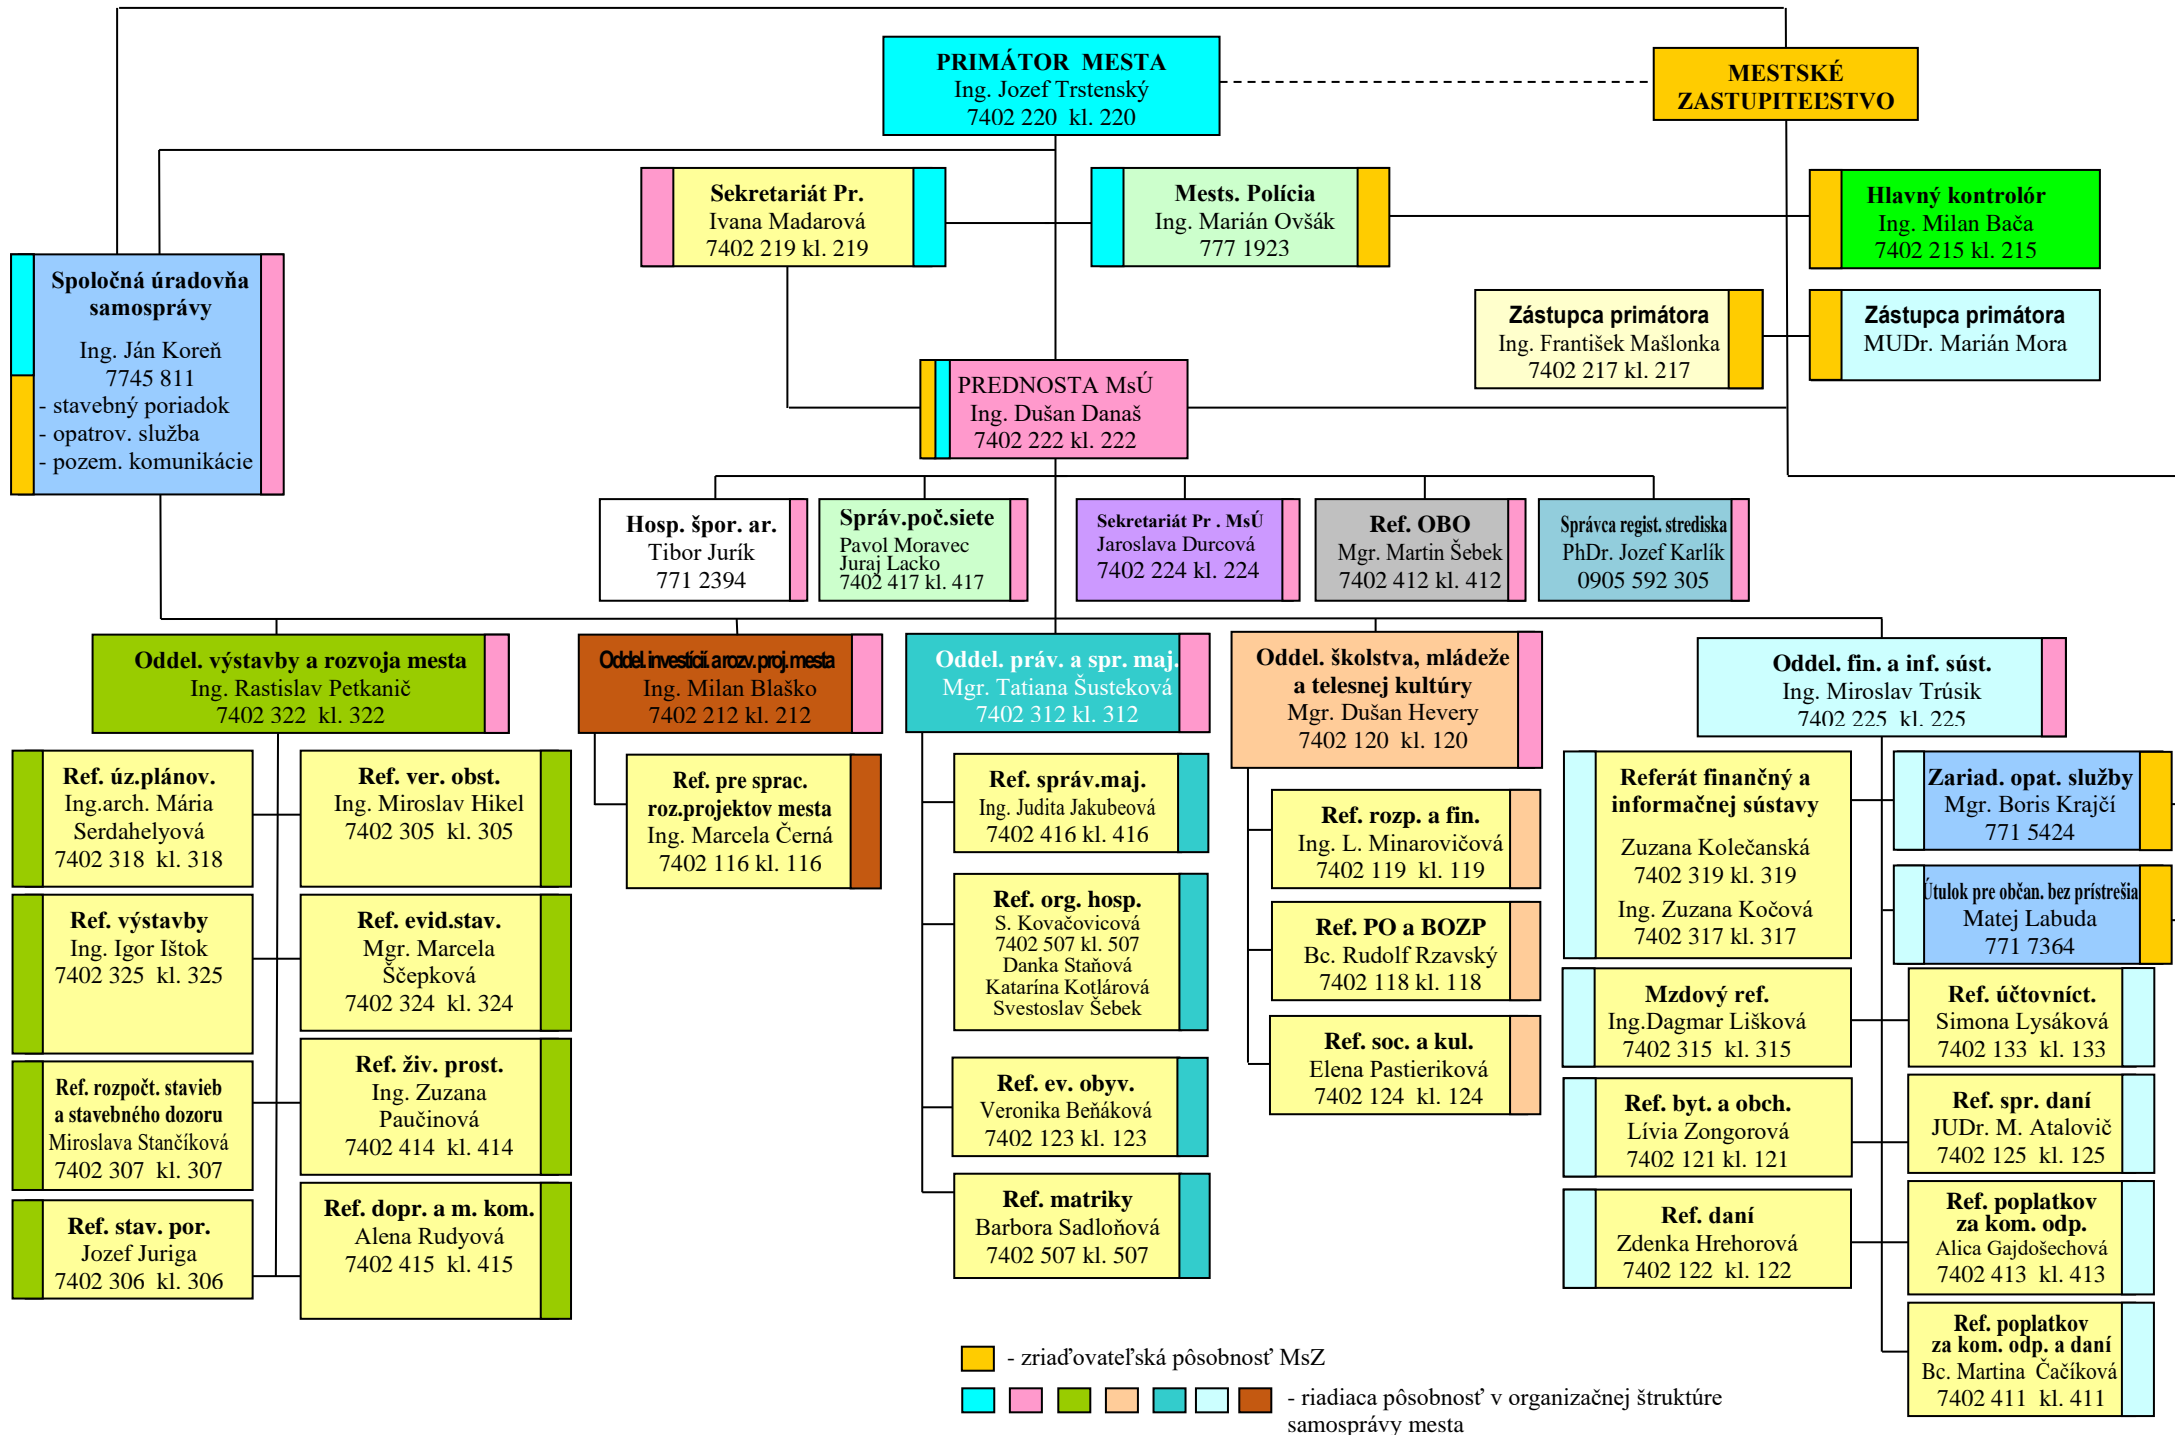 PRIMÁTOR  MESTA
Ing. Jozef Trstenský
7402 220  kl. 220
MESTSKÉ
ZASTUPITEĽSTVO
Sekretariát Pr.
Ivana Madarová
7402 219 kl. 219
Mests. Polícia
Ing. Marián Ovšák
777 1923
Hlavný kontrolór
Ing. Milan Bača
7402 215 kl. 215
Spoločná úradovňa
samosprávy
Ing. Ján Koreň
7745 811
- stavebný poriadok
- opatrov. služba
- pozem. komunikácie
Zástupca primátora
Ing. František Mašlonka
7402 217 kl. 217
Zástupca primátora
MUDr. Marián Mora
PREDNOSTA MsÚ
Ing. Dušan Današ
7402 222 kl. 222
Hosp. špor. ar.
Tibor Jurík
771 2394
Správ.poč.siete
Pavol Moravec
Juraj Lacko
7402 417 kl. 417
Sekretariát Pr . MsÚ
Jaroslava Durcová
7402 224 kl. 224
Ref. OBO
Mgr. Martin Šebek
7402 412 kl. 412
Správca regist. strediska
PhDr. Jozef Karlík
0905 592 305
Oddel. výstavby a rozvoja mesta
Ing. Rastislav Petkanič
7402 322  kl. 322
Oddel. investícií a rozv. proj. mesta
Ing. Milan Blaško
7402 212 kl. 212
Oddel. práv. a spr. maj.
Mgr. Tatiana Šusteková
7402 312 kl. 312
Oddel. školstva, mládeže
a telesnej kultúry
Mgr. Dušan Hevery
7402 120  kl. 120
Oddel. fin. a inf. súst.
Ing. Miroslav Trúsik
7402 225  kl. 225
Ref. úz.plánov.
Ing.arch. Mária
Serdahelyová
7402 318  kl. 318
Ref. ver. obst.
Ing. Miroslav Hikel
7402 305  kl. 305
Ref. výstavby
Ing. Igor Ištok
7402 325  kl. 325
Ref. evid.stav.
Mgr. Marcela
Ščepková
7402 324  kl. 324
Ref. rozpočt. stavieb
a stavebného dozoru
Miroslava Stančíková
7402 307  kl. 307
Ref. živ. prost.
Ing. Zuzana
Paučinová
7402 414  kl. 414
Ref. stav. por.
Jozef Juriga
7402 306  kl. 306
Ref. dopr. a m. kom.
Alena Rudyová
7402 415  kl. 415
Ref. pre sprac.
roz.projektov mesta
Ing. Marcela Černá
7402 116 kl. 116
Ref. správ.maj.
Ing. Judita Jakubeová
7402 416 kl. 416
Ref. org. hosp.
S. Kovačovicová
7402 507 kl. 507
Danka Staňová
Katarína Kotlárová
Svestoslav Šebek
Ref. ev. obyv.
Veronika Beňáková
7402 123 kl. 123
Ref. matriky
Barbora Sadloňová
7402 507 kl. 507
Ref. rozp. a fin.
Ing. L. Minarovičová
7402 119  kl. 119
Ref. PO a BOZP
Bc. Rudolf Rzavský
7402 118 kl. 118
Ref. soc. a kul.
Elena Pastieriková
7402 124  kl. 124
Referát finančný a
informačnej sústavy
Zuzana Kolečanská
7402 319 kl. 319
Ing. Zuzana Kočová
7402 317 kl. 317
Zariad. opat. služby
Mgr. Boris Krajčí
771 5424
Útulok pre občan. bez prístrešia
Matej Labuda
771 7364
Mzdový ref.
Ing.Dagmar Lišková
7402 315  kl. 315
Ref. účtovníct.
Simona Lysáková
7402 133  kl. 133
Ref. byt. a obch.
Lívia Zongorová
7402 121 kl. 121
Ref. spr. daní
JUDr. M. Atalovič
7402 125  kl. 125
Ref. daní
Zdenka Hrehorová
7402 122  kl. 122
Ref. poplatkov
za kom. odp.
Alica Gajdošechová
7402 413  kl. 413
Ref. poplatkov
za kom. odp. a daní
Bc. Martina  Čačíková
7402 411  kl. 411
- zriaďovateľská pôsobnosť MsZ
- riadiaca pôsobnosť v organizačnej štruktúre
samosprávy mesta